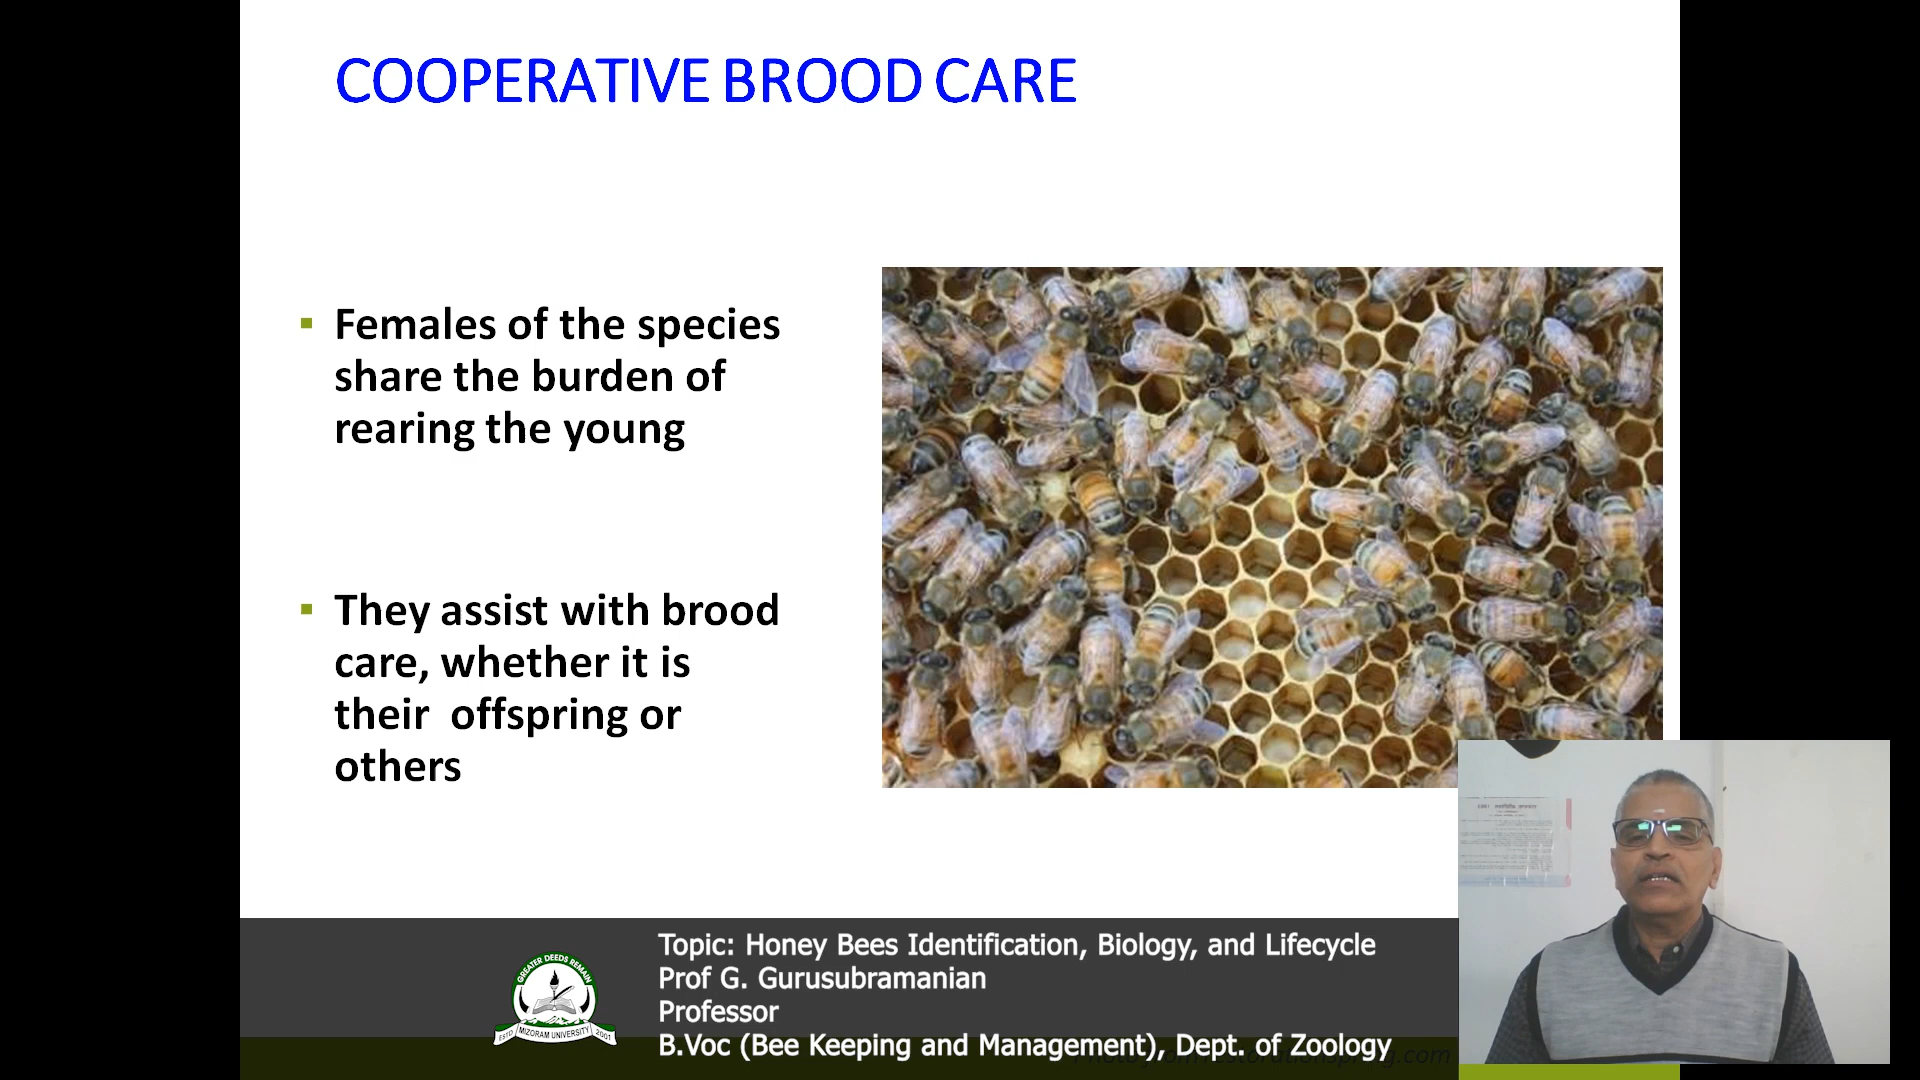 COOPERATIVE BROOD CARE
▪ Females of the species
share the burden of
rearing the young
▪ They assist with brood
care, whether it is
their offspring or
others
GREATER DEEDS REMAIN
ESTD MIZORAM UNIVERSITY 2001
Topic: Honey Bees Identification, Biology, and Lifecycle
Prof G. Gurusubramanian
Professor
B.Voc (Bee Keeping and Management), Dept. of Zoology